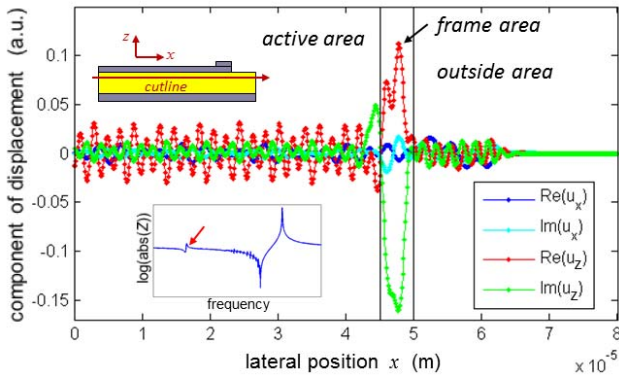 component of displacement (a.u.)
0.1
0.05
0
-0.05
-0.1
-0.15
z
x
cutline
active area
frame area
outside area
log(abs(Z))
frequency
Re(u_x)
Im(u_x)
Re(u_z)
Im(u_z)
0 1 2 3 4 5 6 7 8
× 10^-5
lateral position x (m)